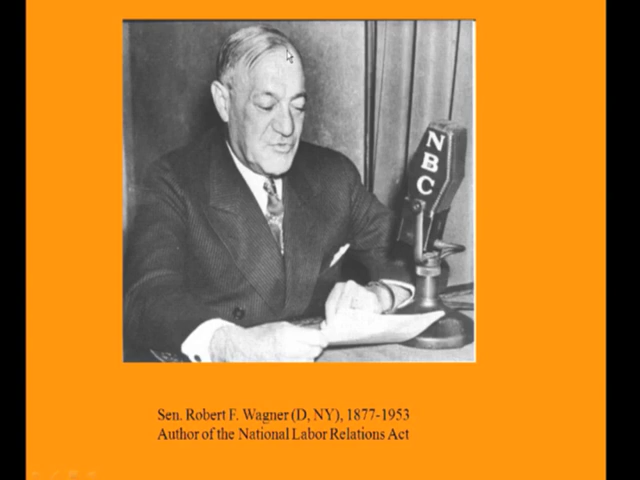 NBC
Sen. Robert F. Wagner (D, NY), 1877-1953
Author of the National Labor Relations Act